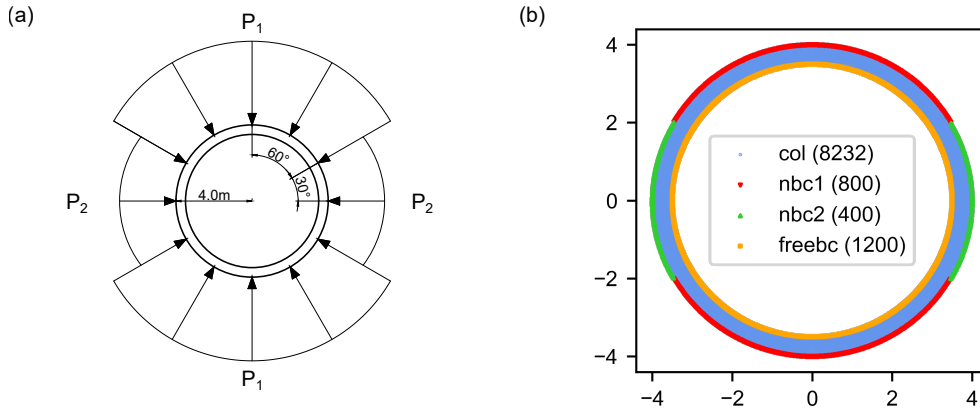 (a)
P₁
60°
30°
4.0m
P₂
P₂
P₁
(b)
4
2
0
−2
−4
col (8232)
nbc1 (800)
nbc2 (400)
freebc (1200)
−4
−2
0
2
4